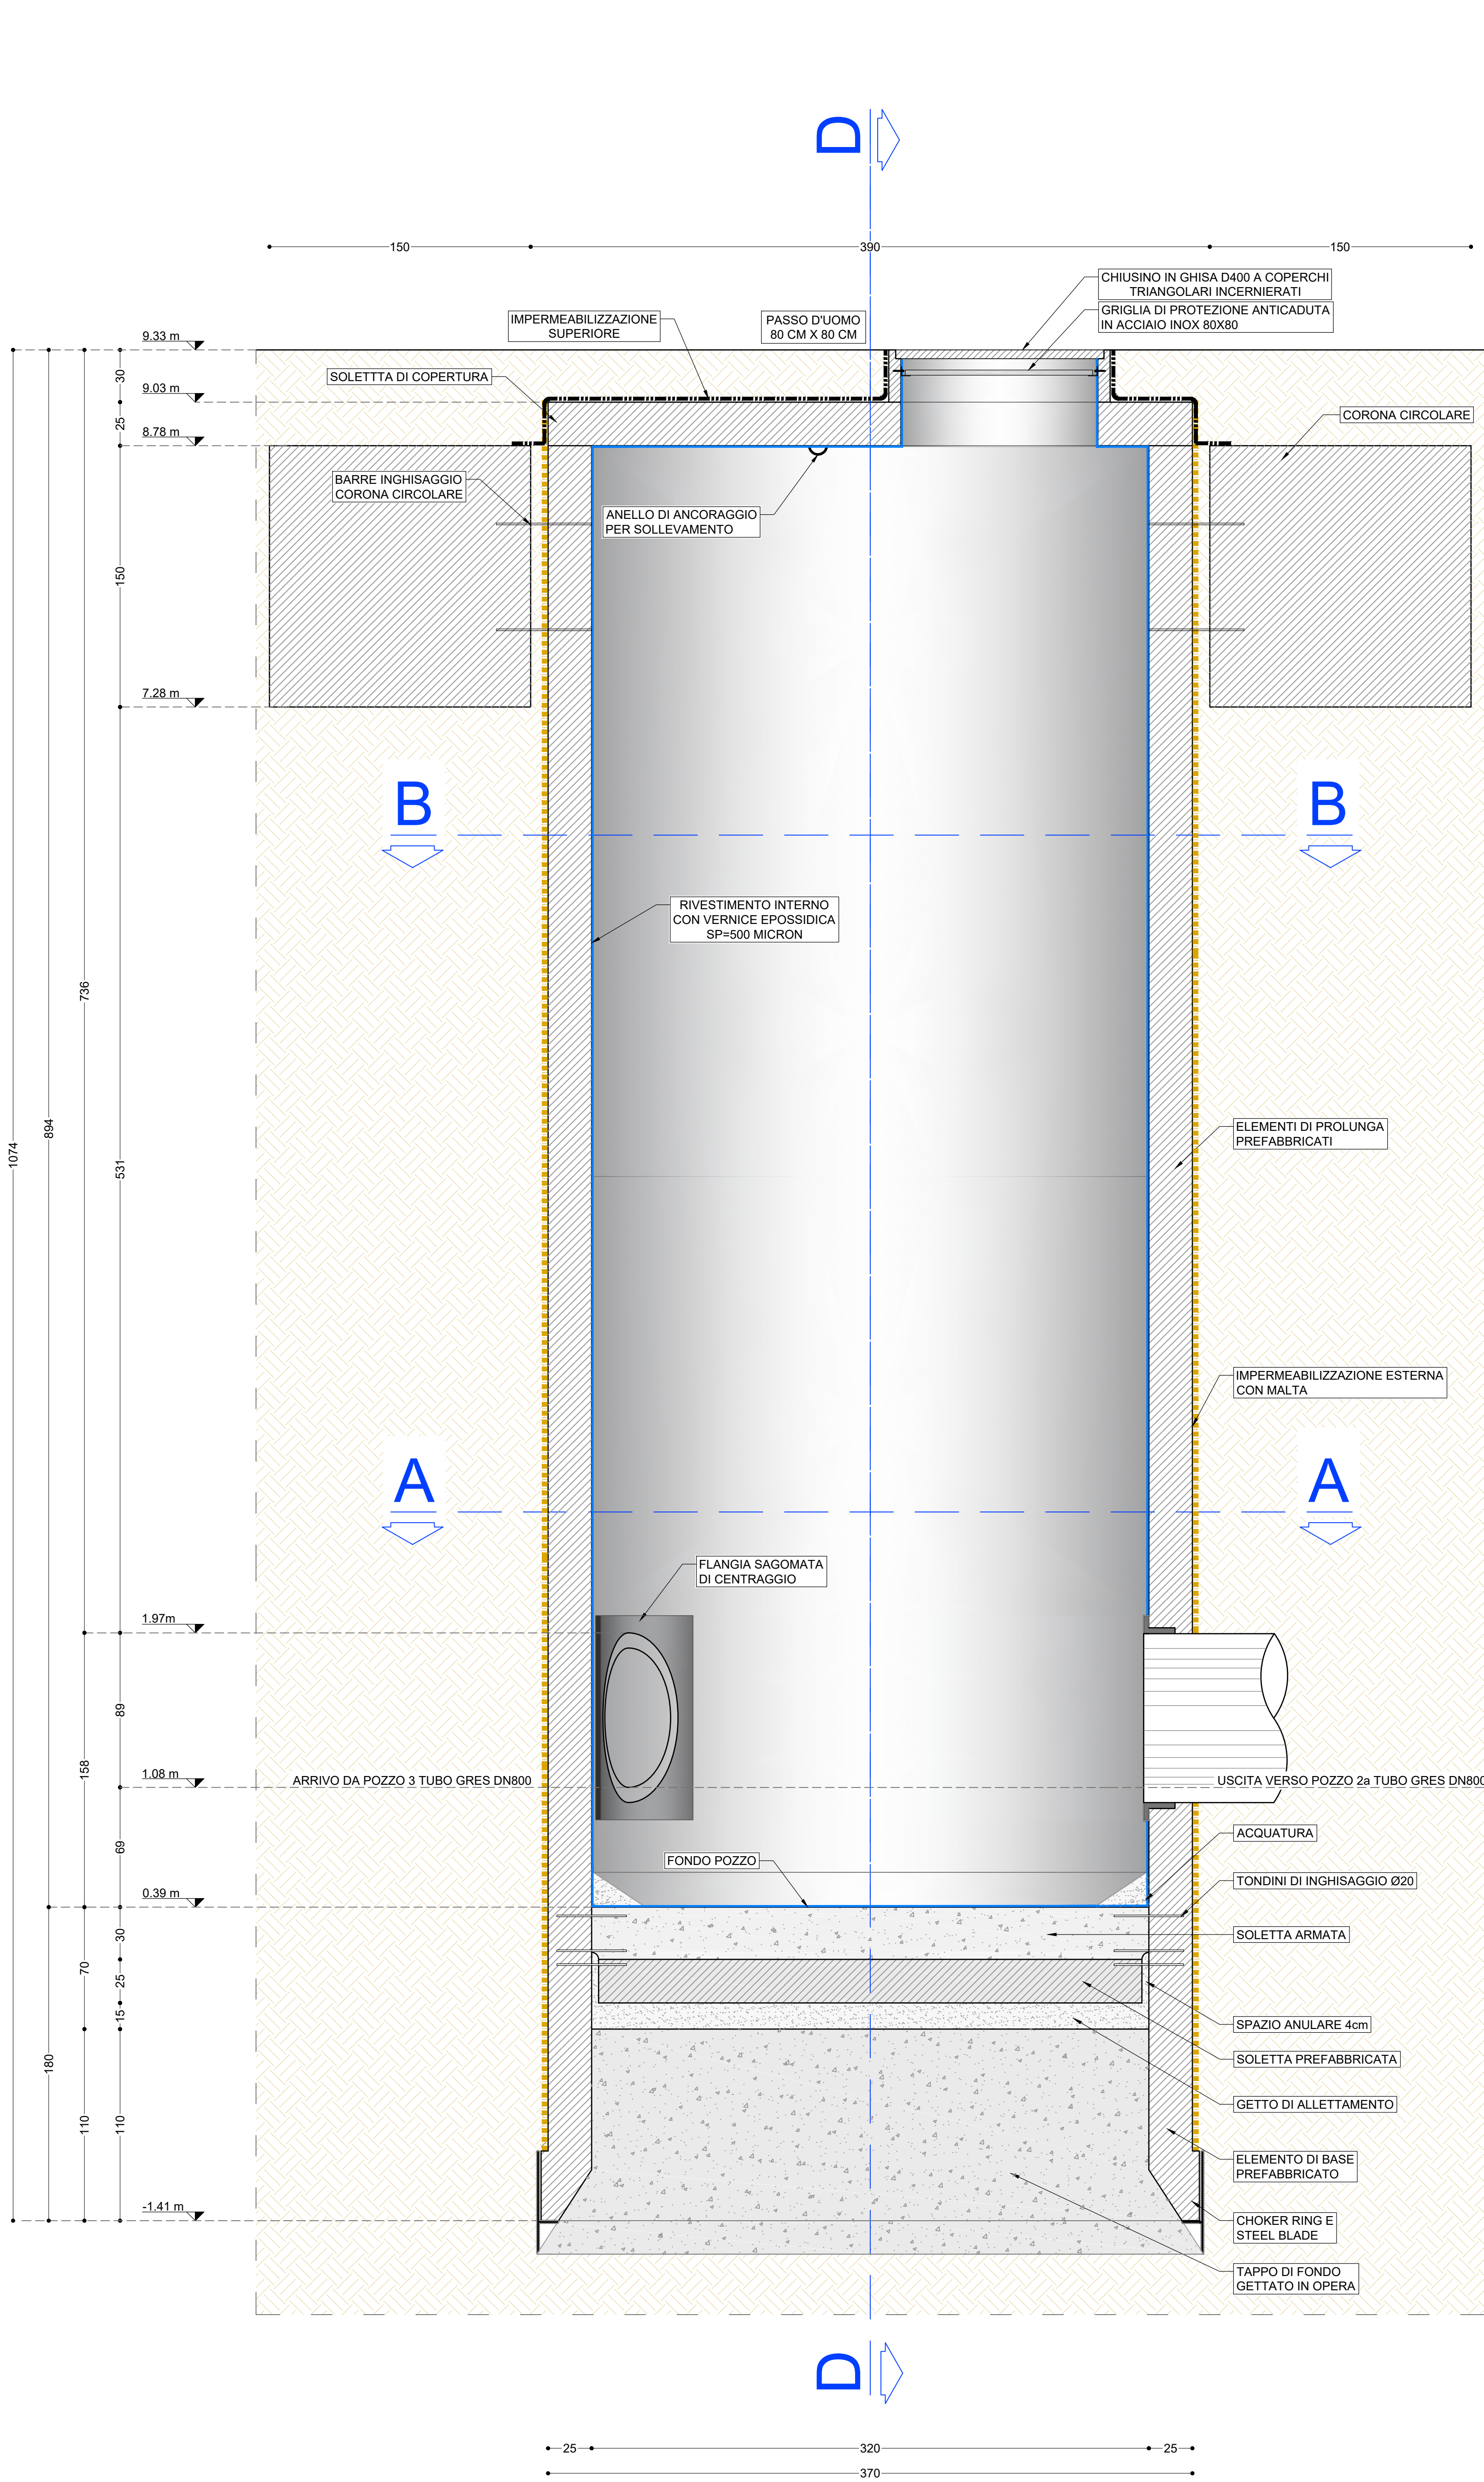 D
150
390
150
CHIUSINO IN GHISA D400 A COPERCHI
TRIANGOLARI INCERNIERATI
GRIGLIA DI PROTEZIONE ANTICADUTA
IN ACCIAIO INOX 80X80
IMPERMEABILIZZAZIONE
SUPERIORE
PASSO D'UOMO
80 CM X 80 CM
9.33 m
SOLETTTA DI COPERTURA
30
9.03 m
CORONA CIRCOLARE
25
8.78 m
BARRE INGHISAGGIO
CORONA CIRCOLARE
ANELLO DI ANCORAGGIO
PER SOLLEVAMENTO
150
7.28 m
B
B
RIVESTIMENTO INTERNO
CON VERNICE EPOSSIDICA
SP=500 MICRON
736
894
1074
531
ELEMENTI DI PROLUNGA
PREFABBRICATI
IMPERMEABILIZZAZIONE ESTERNA
CON MALTA
A
A
FLANGIA SAGOMATA
DI CENTRAGGIO
1.97m
89
158
1.08 m
ARRIVO DA POZZO 3 TUBO GRES DN800
USCITA VERSO POZZO 2a TUBO GRES DN800
ACQUATURA
69
FONDO POZZO
TONDINI DI INGHISAGGIO Ø20
0.39 m
30
SOLETTA ARMATA
70
25
15
SPAZIO ANULARE 4cm
SOLETTA PREFABBRICATA
180
GETTO DI ALLETTAMENTO
110
110
ELEMENTO DI BASE
PREFABBRICATO
-1.41 m
CHOKER RING E
STEEL BLADE
TAPPO DI FONDO
GETTATO IN OPERA
D
25
320
25
370